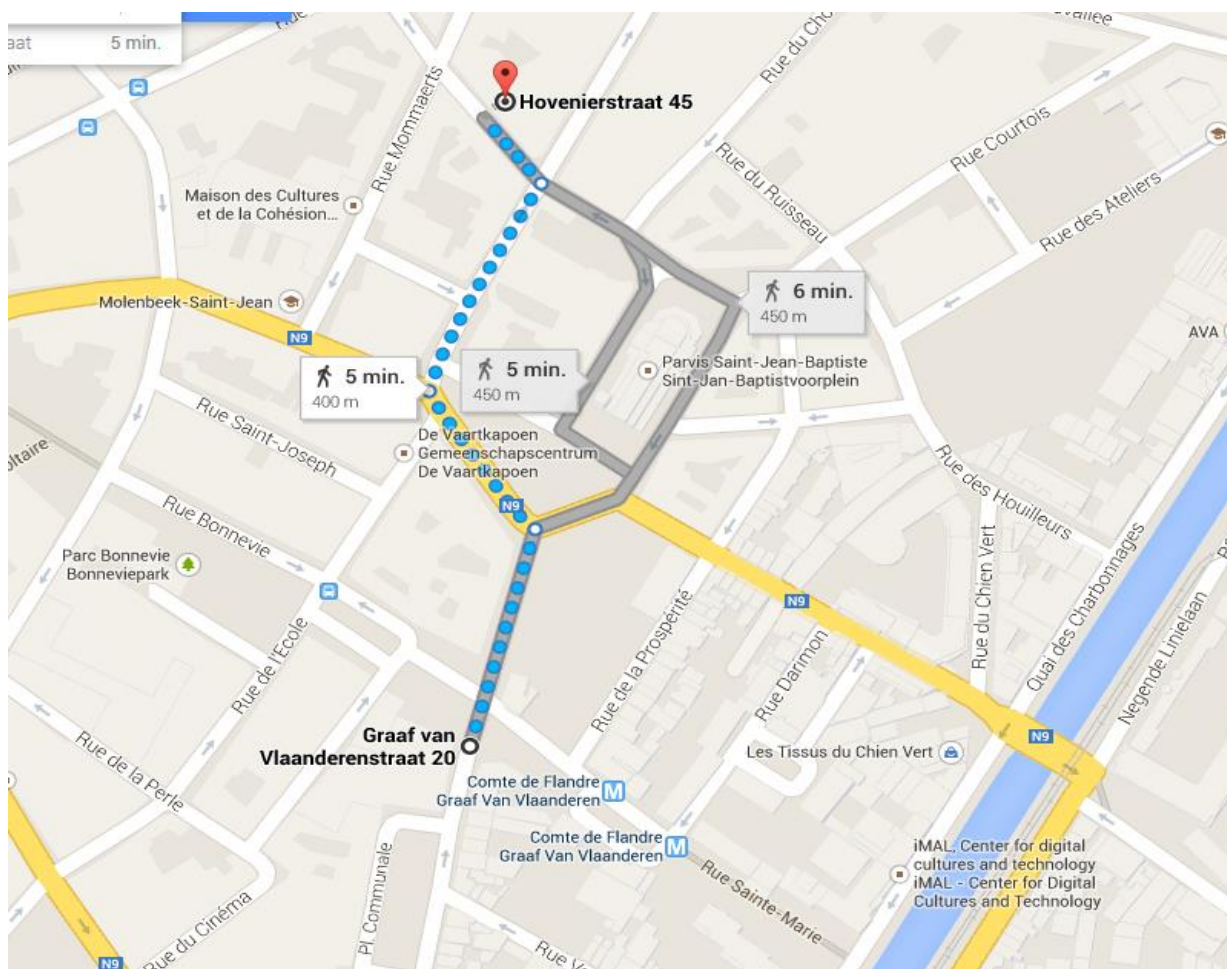 aat 5 min.
Hovenierstraat 45
Rue Mommaerts
Rue du Ruisseau
Rue Courtois
Rue des Ateliers
Maison des Cultures
et de la Cohésion...
Molenbeek-Saint-Jean
N9
6 min.
450 m
5 min.
400 m
5 min.
450 m
Parvis Saint-Jean-Baptiste
Sint-Jan-Baptistvoorplein
AVA
Rue Saint-Joseph
De Vaartkapoen
Gemeenschapscentrum
De Vaartkapoen
N9
Rue des Houilleurs
Rue Bonnevie
Parc Bonnevie
Bonneviepark
Rue de l'Ecole
Rue de la Prospérité
N9
Rue Darimon
Rue du Chien Vert
Quai des Charbonnages
Negende Linielaan
Graaf van
Vlaanderenstraat 20
Rue de la Perle
Comte de Flandre
Graaf Van Vlaanderen
M
Comte de Flandre
Graaf Van Vlaanderen
M
Les Tissus du Chien Vert
N9
iMAL, Center for digital
cultures and technology
iMAL - Center for Digital
Cultures and Technology
Rue Sainte-Marie
Pl. Communale
Rue du Cinéma
N9